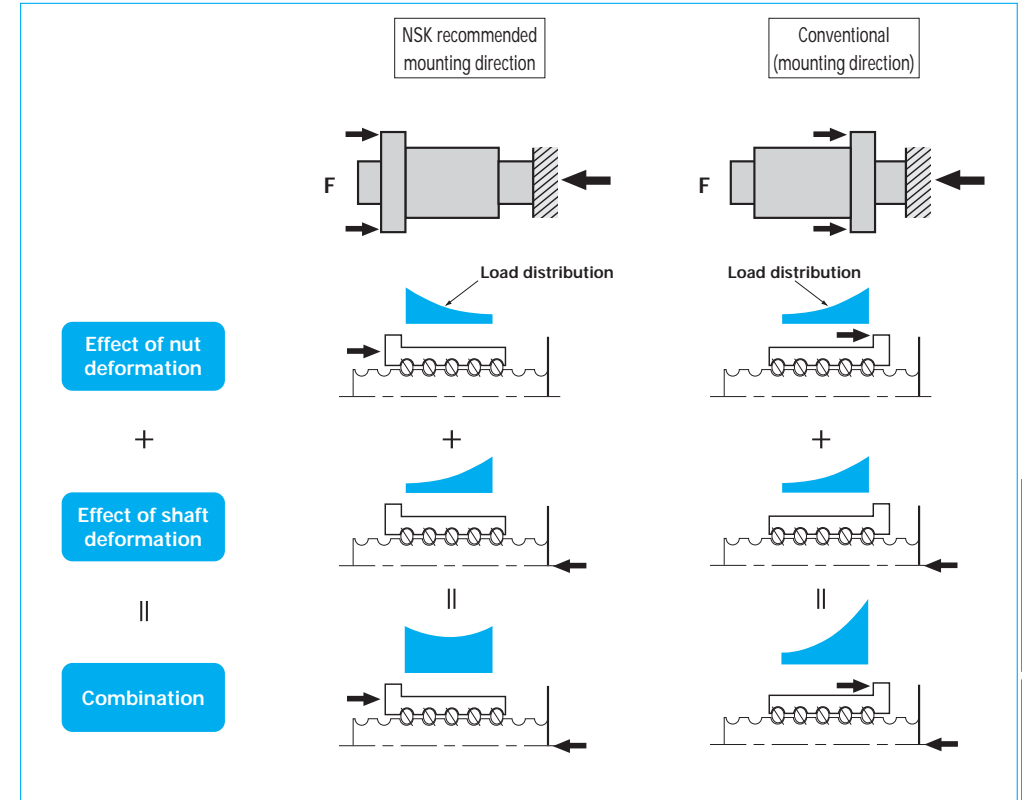 NSK recommended
mounting direction
Conventional
(mounting direction)
F
F
Load distribution
Load distribution
Effect of nut
deformation
+
+
+
Effect of shaft
deformation
=
=
=
Combination